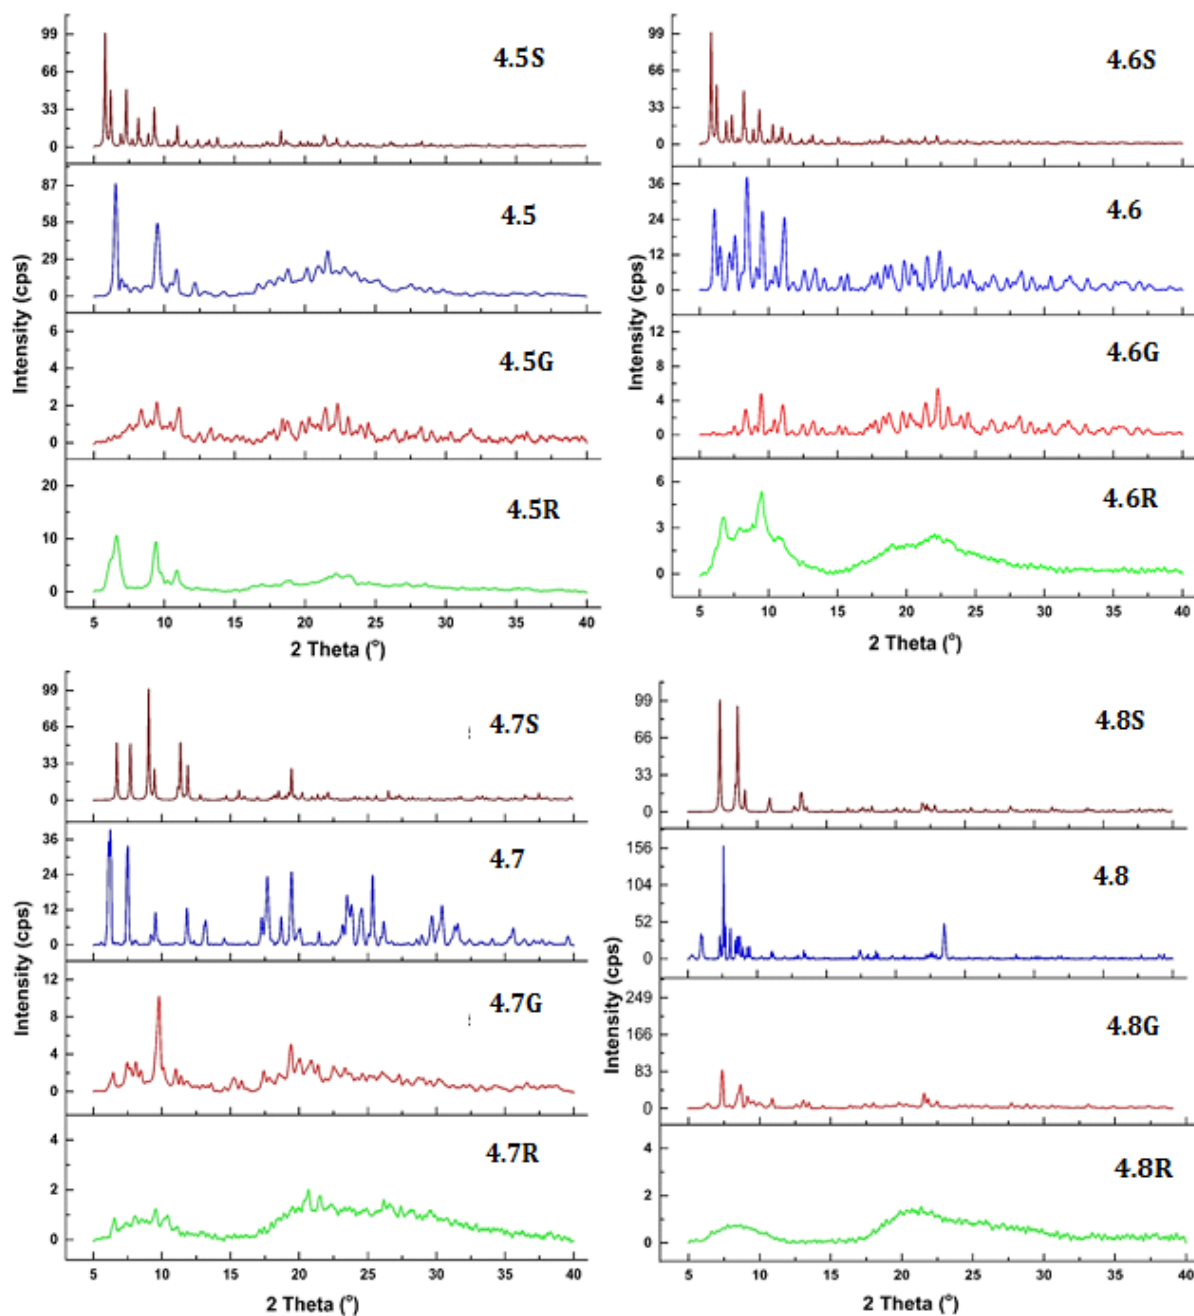 99
66
33
0
4.5S
87
58
29
0
4.5
6
4
2
0
4.5G
20
10
0
4.5R
5 10 15 20 25 30 35 40
2 Theta (°)
Intensity (cps)
99
66
33
0
4.6S
36
24
12
0
4.6
12
8
4
0
4.6G
6
3
0
4.6R
5 10 15 20 25 30 35 40
2 Theta (°)
Intensity (cps)
99
66
33
0
4.7S
36
24
12
0
4.7
12
8
4
0
4.7G
4
2
0
4.7R
5 10 15 20 25 30 35 40
2 Theta (°)
Intensity (cps)
99
66
33
0
4.8S
156
104
52
0
4.8
249
166
83
0
4.8G
4
2
0
4.8R
5 10 15 20 25 30 35 40
2 Theta (°)
Intensity (cps)